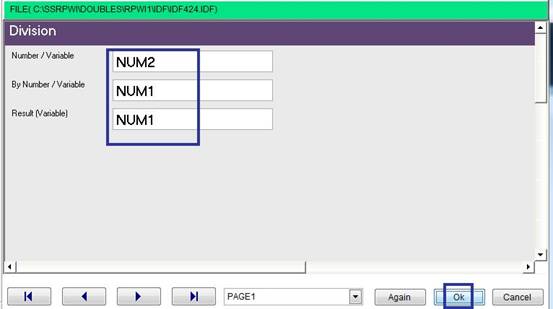 FILE( C:\SSRPWI\DOUBLES\RPWI1\IDF\IDF424.IDF)
Division
Number / Variable
NUM2
By Number / Variable
NUM1
Result (Variable)
NUM1
PAGE1
Again
Ok
Cancel